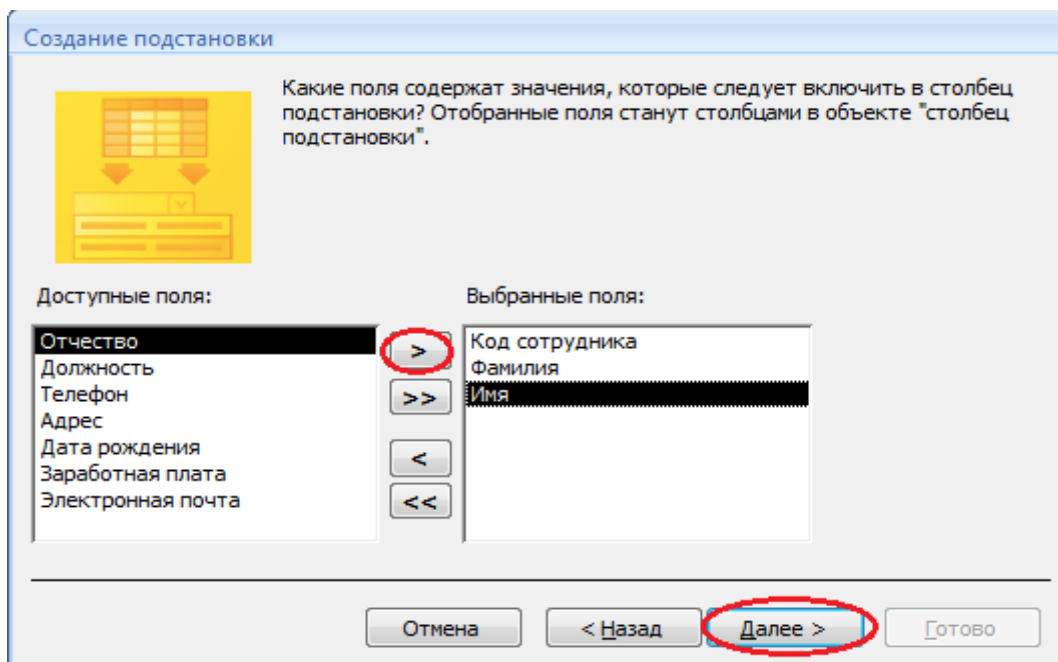 Создание подстановки
Какие поля содержат значения, которые следует включить в столбец
подстановки? Отобранные поля станут столбцами в объекте "столбец
подстановки".
Доступные поля:
Выбранные поля:
Отчество
Должность
Телефон
Адрес
Дата рождения
Заработная плата
Электронная почта
>
>>
<
<<
Код сотрудника
Фамилия
Имя
Отмена
< Назад
Далее >
Готово